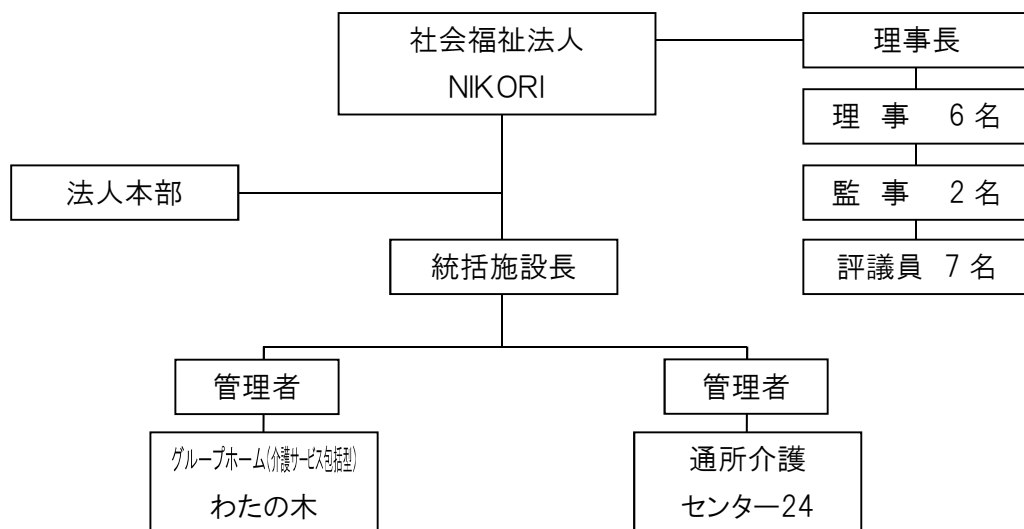 社会福祉法人
NIKORI
理事長
理 事 6名
監 事 2名
評議員 7名
法人本部
統括施設長
管理者
グループホーム(介護サービス包括型)
わたの木
管理者
通所介護
センター24